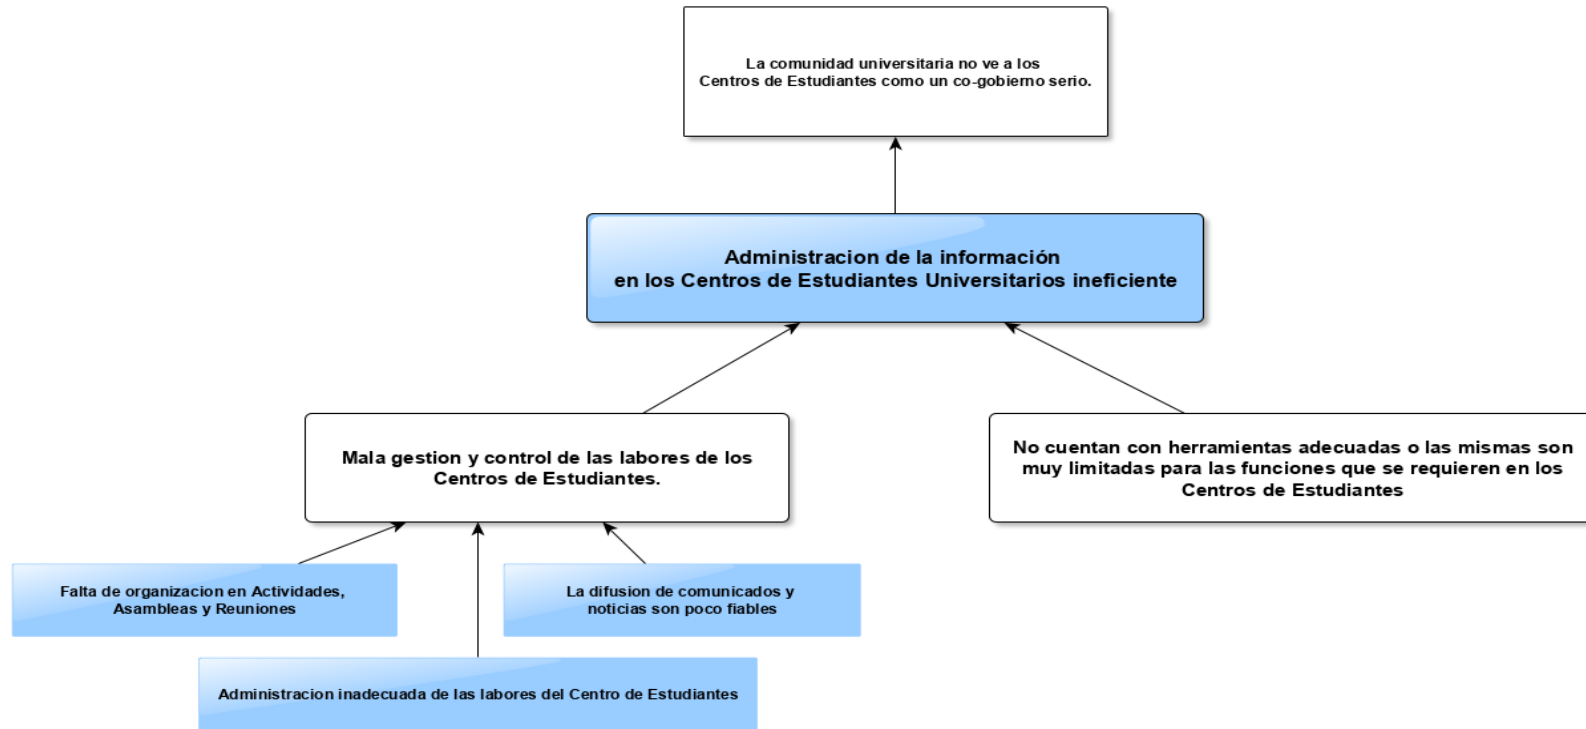 La comunidad universitaria no ve a los
Centros de Estudiantes como un co-gobierno serio.
Administracion de la información
en los Centros de Estudiantes Universitarios ineficiente
Mala gestion y control de las labores de los
Centros de Estudiantes.
No cuentan con herramientas adecuadas o las mismas son
muy limitadas para las funciones que se requieren en los
Centros de Estudiantes
Falta de organizacion en Actividades,
Asambleas y Reuniones
La difusion de comunicados y
noticias son poco fiables
Administracion inadecuada de las labores del Centro de Estudiantes